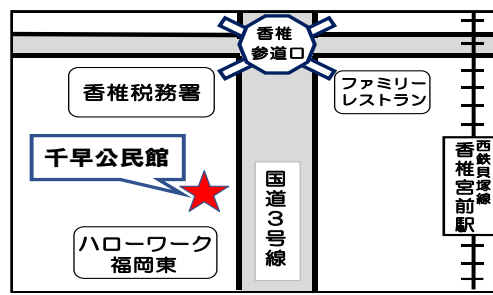 香椎
参道口
香椎税務署
ファミリー
レストラン
千早公民館
国道3号線
西鉄貝塚線
香椎宮前駅
ハローワーク
福岡東